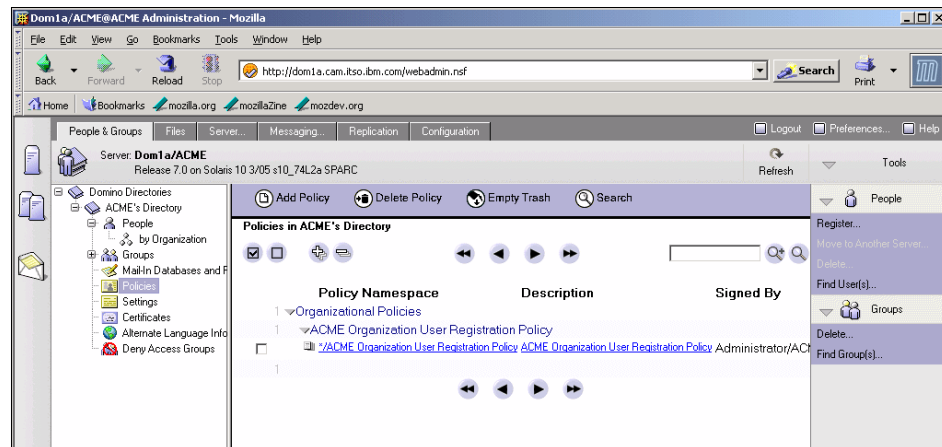 Dom1a/ACME@ACME Administration - Mozilla
File Edit View Go Bookmarks Tools Window Help
Back Forward Reload Stop http://dom1a.cam.itso.ibm.com/webadmin.nsf Search Print
Home Bookmarks mozilla.org mozillaZine mozdev.org
People & Groups Files Server... Messaging... Replication Configuration Logout Preferences... Help
Server: Dom1a/ACME
Release 7.0 on Solaris 10 3/05 s10_74L2a SPARC Refresh Tools
Domino Directories
ACME's Directory
People
by Organization
Groups
Mail-In Databases and R
Policies
Settings
Certificates
Alternate Language Info
Deny Access Groups
Add Policy Delete Policy Empty Trash Search
Policies in ACME's Directory
Policy Namespace Description Signed By
1 Organizational Policies
1 ACME Organization User Registration Policy
*/ACME Organization User Registration Policy ACME Organization User Registration Policy Administrator/ACM
1
People
Register...
Move to Another Server...
Delete...
Find User(s)...
Groups
Delete...
Find Group(s)...